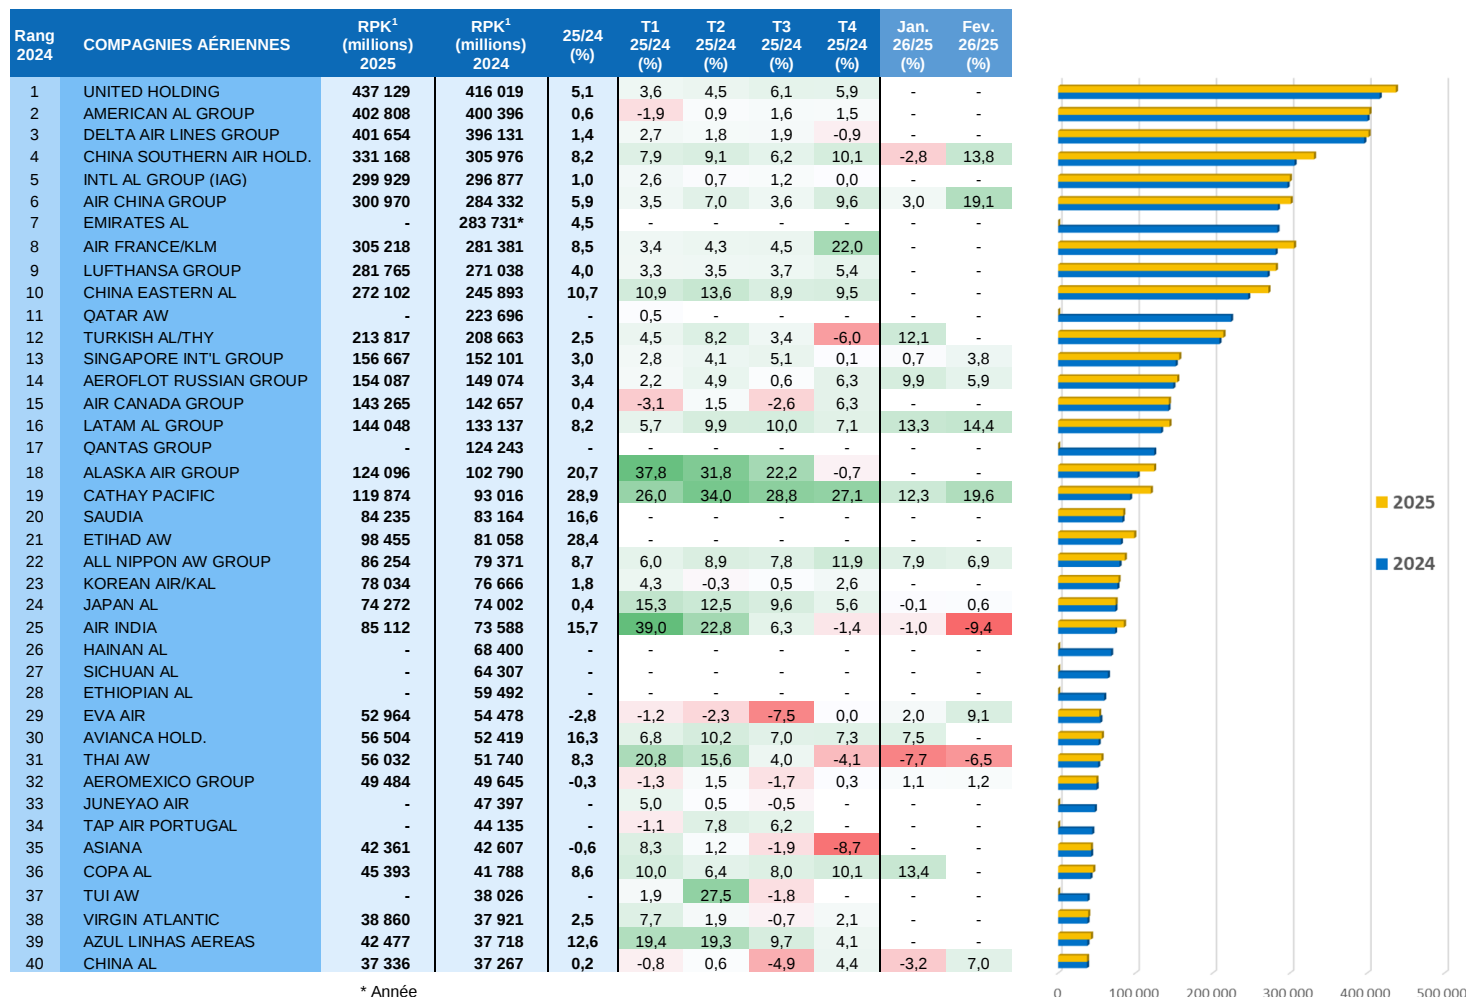 Rang 2024 COMPAGNIES AÉRIENNES RPK¹ (millions) 2025 RPK¹ (millions) 2024 25/24 (%) T1 25/24 (%) T2 25/24 (%) T3 25/24 (%) T4 25/24 (%) Jan. 26/25 (%) Fev. 26/25 (%)
1 UNITED HOLDING 437 129 416 019 5,1 3,6 4,5 6,1 5,9 - -
2 AMERICAN AL GROUP 402 808 400 396 0,6 -1,9 0,9 1,6 1,5 - -
3 DELTA AIR LINES GROUP 401 654 396 131 1,4 2,7 1,8 1,9 -0,9 - -
4 CHINA SOUTHERN AIR HOLD. 331 168 305 976 8,2 7,9 9,1 6,2 10,1 -2,8 13,8
5 INTL AL GROUP (IAG) 299 929 296 877 1,0 2,6 0,7 1,2 0,0 - -
6 AIR CHINA GROUP 300 970 284 332 5,9 3,5 7,0 3,6 9,6 3,0 19,1
7 EMIRATES AL - 283 731* 4,5 - - - - - -
8 AIR FRANCE/KLM 305 218 281 381 8,5 3,4 4,3 4,5 22,0 - -
9 LUFTHANSA GROUP 281 765 271 038 4,0 3,3 3,5 3,7 5,4 - -
10 CHINA EASTERN AL 272 102 245 893 10,7 10,9 13,6 8,9 9,5 - -
11 QATAR AW - 223 696 - 0,5 - - - - -
12 TURKISH AL/THY 213 817 208 663 2,5 4,5 8,2 3,4 -6,0 12,1 -
13 SINGAPORE INT'L GROUP 156 667 152 101 3,0 2,8 4,1 5,1 0,1 0,7 3,8
14 AEROFLOT RUSSIAN GROUP 154 087 149 074 3,4 2,2 4,9 0,6 6,3 9,9 5,9
15 AIR CANADA GROUP 143 265 142 657 0,4 -3,1 1,5 -2,6 6,3 - -
16 LATAM AL GROUP 144 048 133 137 8,2 5,7 9,9 10,0 7,1 13,3 14,4
17 QANTAS GROUP - 124 243 - - - - - - -
18 ALASKA AIR GROUP 124 096 102 790 20,7 37,8 31,8 22,2 -0,7 - -
19 CATHAY PACIFIC 119 874 93 016 28,9 26,0 34,0 28,8 27,1 12,3 19,6
20 SAUDIA 84 235 83 164 16,6 - - - - - -
21 ETIHAD AW 98 455 81 058 28,4 - - - - - -
22 ALL NIPPON AW GROUP 86 254 79 371 8,7 6,0 8,9 7,8 11,9 7,9 6,9
23 KOREAN AIR/KAL 78 034 76 666 1,8 4,3 -0,3 0,5 2,6 - -
24 JAPAN AL 74 272 74 002 0,4 15,3 12,5 9,6 5,6 -0,1 0,6
25 AIR INDIA 85 112 73 588 15,7 39,0 22,8 6,3 -1,4 -1,0 -9,4
26 HAINAN AL - 68 400 - - - - - - -
27 SICHUAN AL - 64 307 - - - - - - -
28 ETHIOPIAN AL - 59 492 - - - - - - -
29 EVA AIR 52 964 54 478 -2,8 -1,2 -2,3 -7,5 0,0 2,0 9,1
30 AVIANCA HOLD. 56 504 52 419 16,3 6,8 10,2 7,0 7,3 7,5 -
31 THAI AW 56 032 51 740 8,3 20,8 15,6 4,0 -4,1 -7,7 -6,5
32 AEROMEXICO GROUP 49 484 49 645 -0,3 -1,3 1,5 -1,7 0,3 1,1 1,2
33 JUNEYAO AIR - 47 397 - 5,0 0,5 -0,5 - - -
34 TAP AIR PORTUGAL - 44 135 - -1,1 7,8 6,2 - - -
35 ASIANA 42 361 42 607 -0,6 8,3 1,2 -1,9 -8,7 - -
36 COPA AL 45 393 41 788 8,6 10,0 6,4 8,0 10,1 13,4 -
37 TUI AW - 38 026 - 1,9 27,5 -1,8 - - -
38 VIRGIN ATLANTIC 38 860 37 921 2,5 7,7 1,9 -0,7 2,1 - -
39 AZUL LINHAS AEREAS 42 477 37 718 12,6 19,4 19,3 9,7 4,1 - -
40 CHINA AL 37 336 37 267 0,2 -0,8 0,6 -4,9 4,4 -3,2 7,0
* Année
2025
2024
0 100 000 200 000 300 000 400 000 500 000